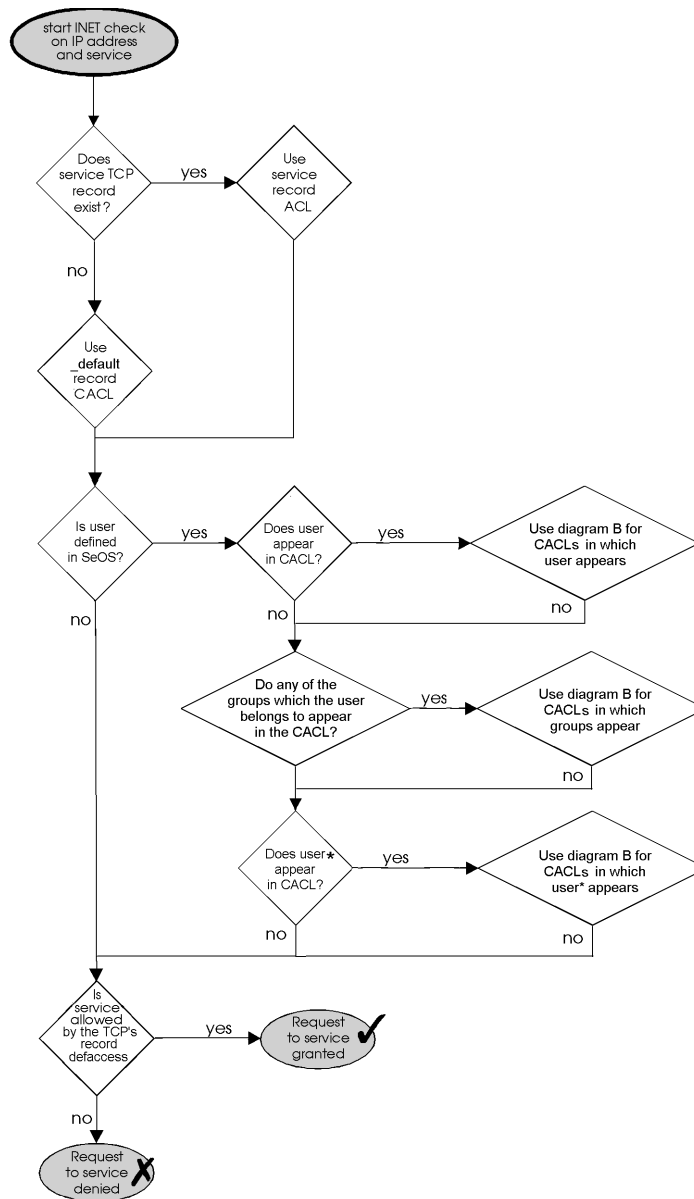 start INET check
on IP address
and service
Does
service TCP
record
exist?
yes
Use
service
record
ACL
no
Use
_default
record
CACL
Is user
defined
in SeOS?
yes
Does user
appear
in CACL?
yes
Use diagram B for
CACLs in which
user appears
no
no
no
Do any of the
groups which the user
belongs to appear
in the CACL?
yes
Use diagram B for
CACLs in which
groups appear
no
Does user*
appear
in CACL?
yes
Use diagram B for
CACLs in which
user* appears
no
no
Is
service
allowed
by the TCP's
record
defaccess
yes
Request
to service
granted
no
Request
to service
denied